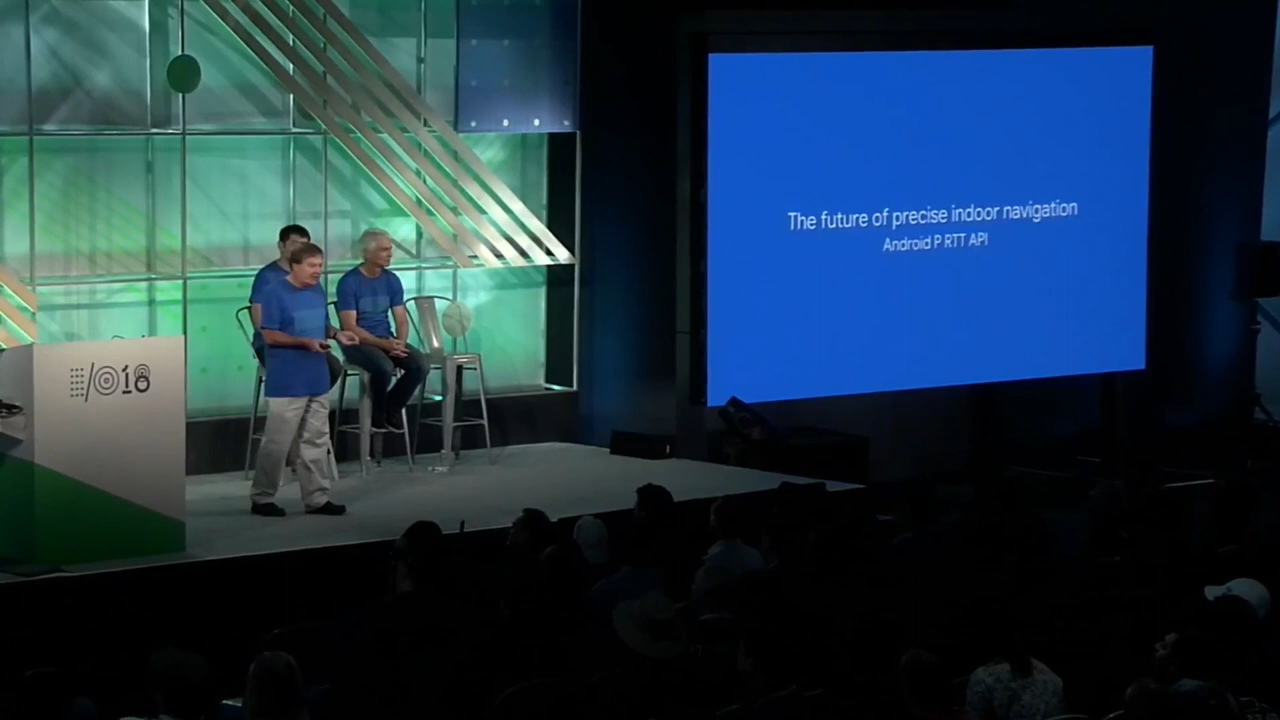 The future of precise indoor navigation
Android P RTT API
I/O18